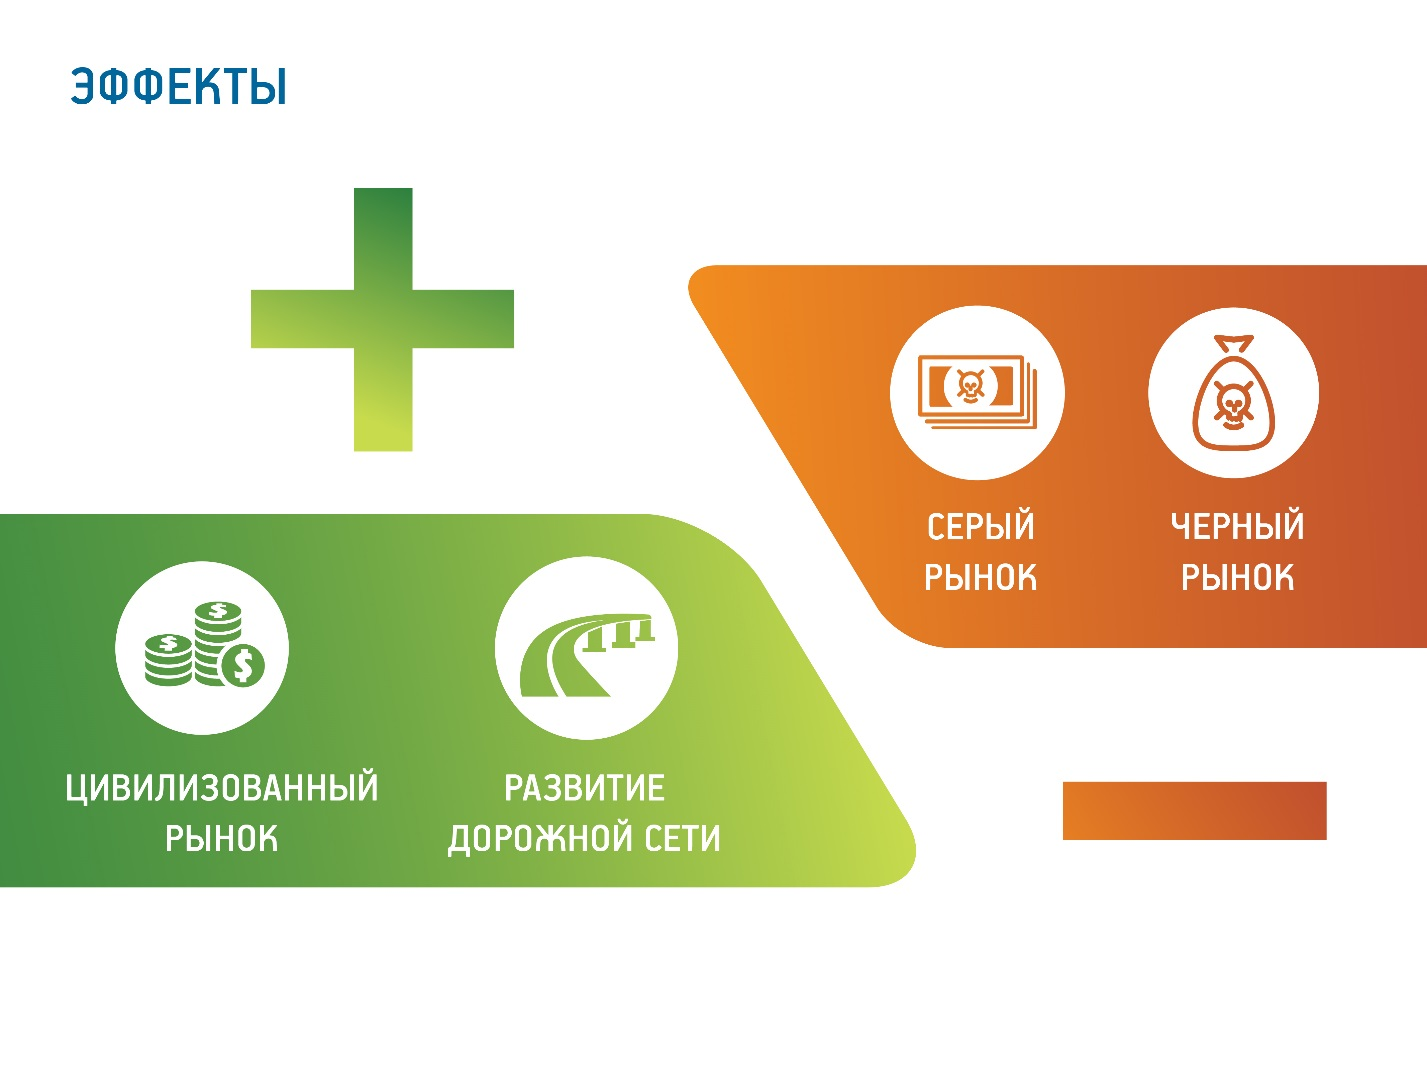 ЭФФЕКТЫ
СЕРЫЙ
РЫНОК
ЧЕРНЫЙ
РЫНОК
ЦИВИЛИЗОВАННЫЙ
РЫНОК
РАЗВИТИЕ
ДОРОЖНОЙ СЕТИ